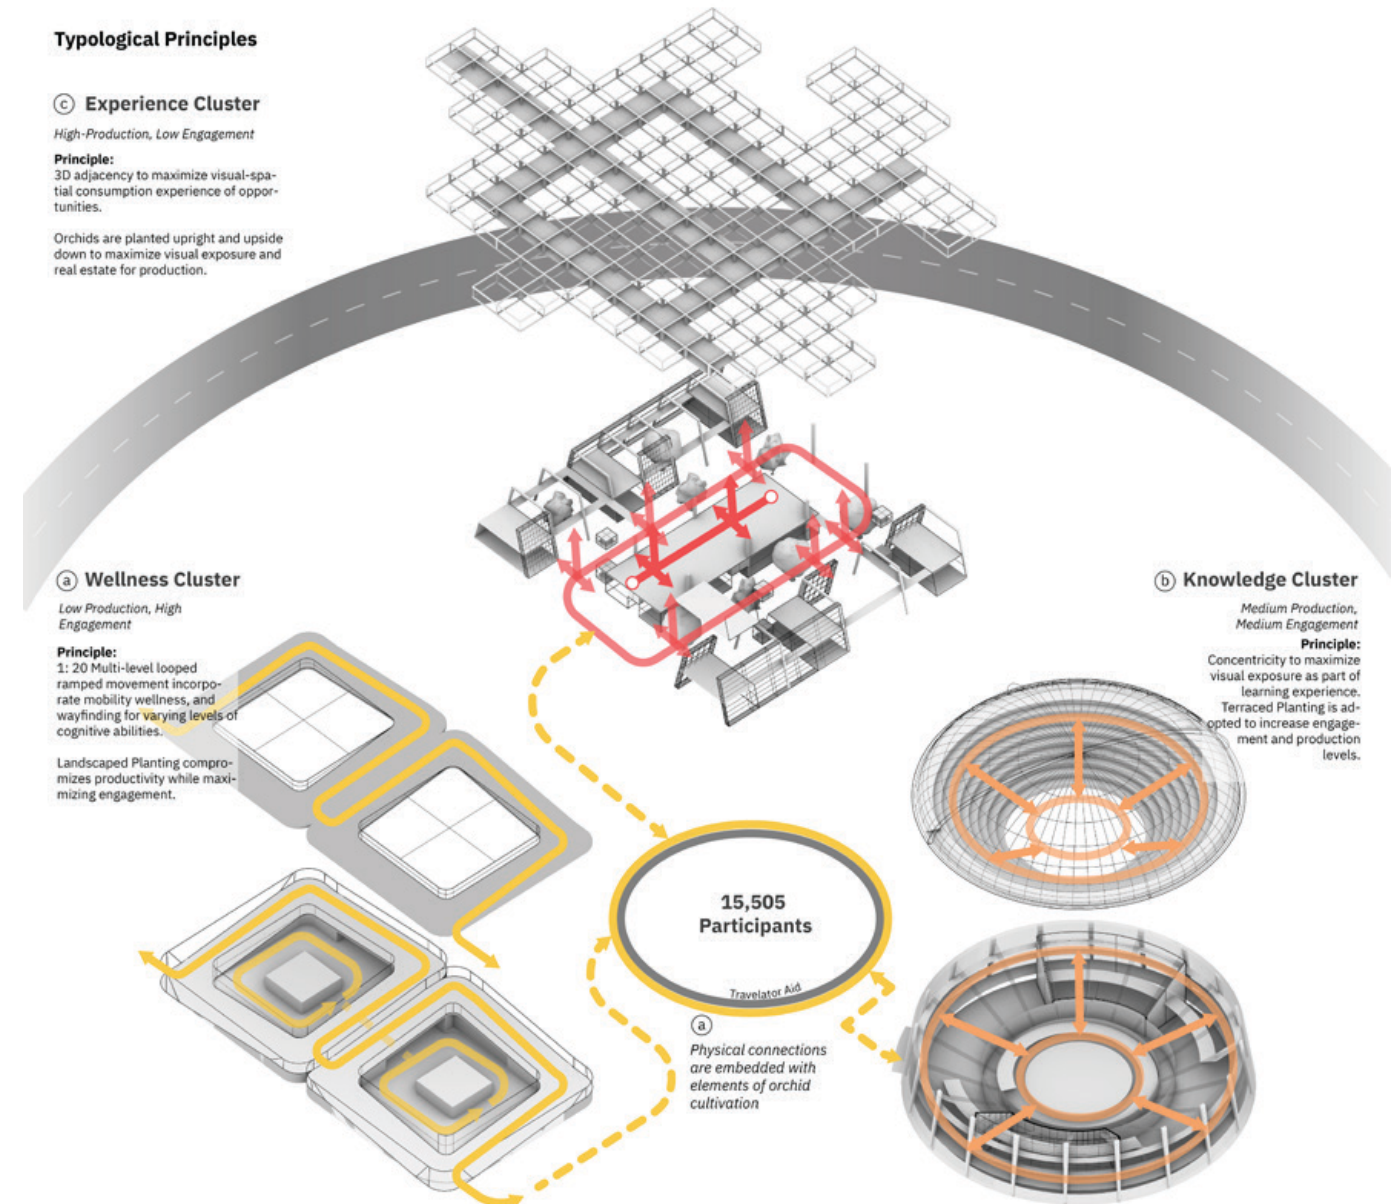 Typological Principles
c Experience Cluster
High-Production, Low Engagement
Principle:
3D adjacency to maximize visual-spa-
tial consumption experience of oppor-
tunities.
Orchids are planted upright and upside
down to maximize visual exposure and
real estate for production.
a Wellness Cluster
Low Production, High
Engagement
Principle:
1: 20 Multi-level looped
ramped movement incorpo-
rate mobility wellness, and
wayfinding for varying levels of
cognitive abilities.
Landscaped Planting compro-
mizes productivity while maxi-
mizing engagement.
b Knowledge Cluster
Medium Production,
Medium Engagement
Principle:
Concentricity to maximize
visual exposure as part of
learning experience.
Terraced Planting is ad-
opted to increase engage-
ment and production
levels.
15,505
Participants
Travelator Aid
a
Physical connections
are embedded with
elements of orchid
cultivation